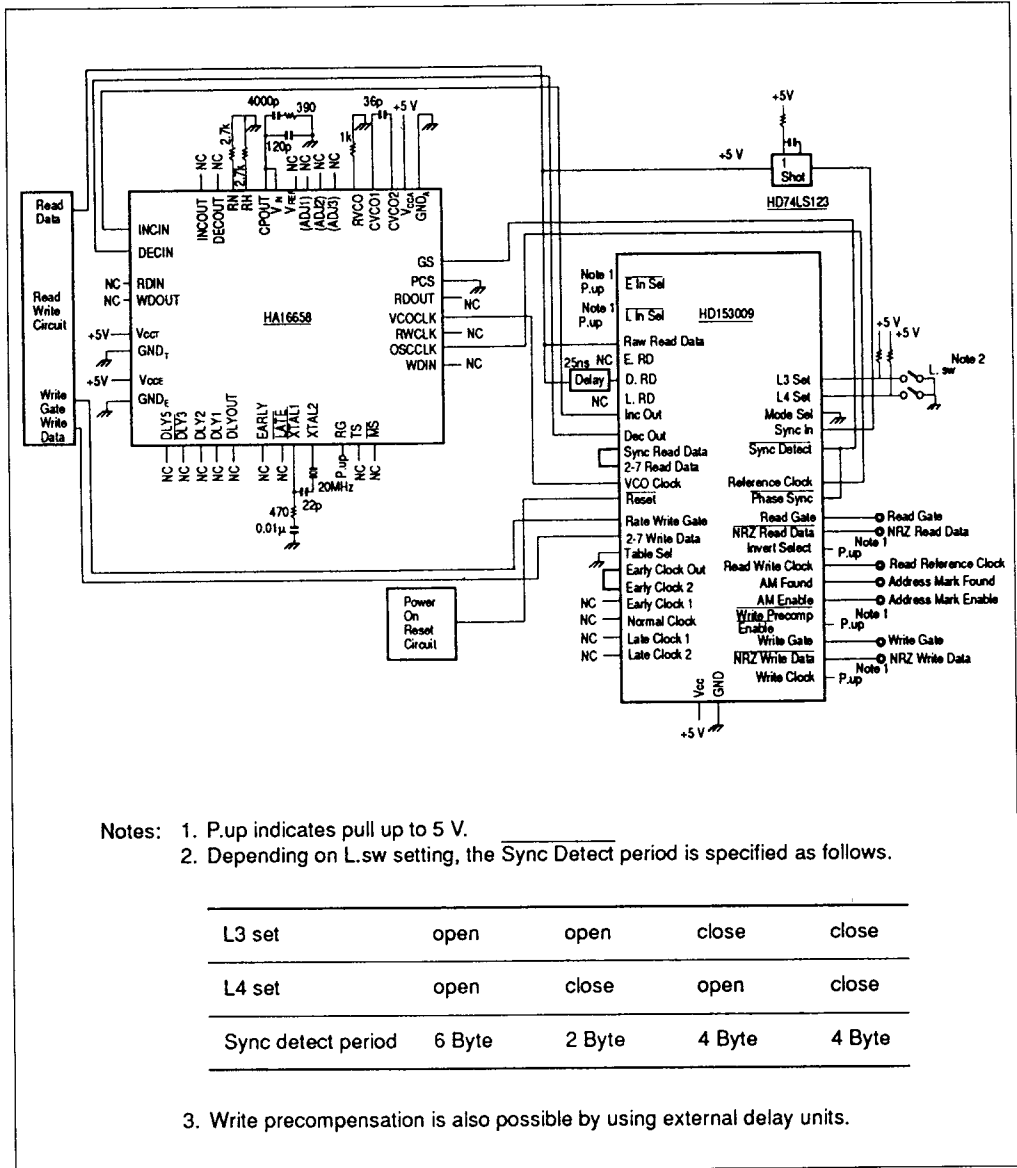 4000p 390
2.7k
2.7k
120p
36p +5 V
1k
+5V
+5 V
1
Shot
HD74LS123
Read
Data
Read
Write
Circuit
Write
Gate
Write
Data
NC NC
INCOUT
DECOUT
RN
RH
CPOUT
VIN
VREF
(ADJ1)
(ADJ2)
(ADJ3)
NC NC NC NC
RVCO
CVCO1
CVCO2
VCCA
GNDA
INCIN
DECIN
NC RDIN
NC WDOUT
+5V VCCT
GNDT
+5V VCCE
GNDE
HA16658
GS
PCS
RDOUT NC
VCOCLK
RWCLK NC
OSCCLK
WDIN NC
DLY5
DLY3
DLY2
DLY1
DLYOUT
EARLY
LATE
XTAL1
XTAL2
RG
TS
MS
NC NC NC NC NC
NC NC
P.up
NC NC
20MHz
22p
470
0.01μ
Power
On
Reset
Circuit
25ns
Delay
HD153009
Note 1
P.up
E In Sel
Note 1
P.up
L In Sel
Raw Read Data
NC E. RD
D. RD
NC L. RD
Inc Out
Dec Out
Sync Read Data
2-7 Read Data
VCO Clock
Reset
Rate Write Gate
2-7 Write Data
Table Sel
Early Clock Out
Early Clock 2
NC Early Clock 1
NC Normal Clock
NC Late Clock 1
NC Late Clock 2
Vcc
GND
+5 V
+5 V
+5 V
L. sw Note 2
L3 Set
L4 Set
Mode Sel
Sync In
Sync Detect
Reference Clock
Phase Sync
Read Gate Read Gate
NRZ Read Data NRZ Read Data
Invert Select P.up Note 1
Read Write Clock Read Reference Clock
AM Found Address Mark Found
AM Enable Address Mark Enable
Write Precomp
Enable P.up Note 1
Write Gate Write Gate
NRZ Write Data NRZ Write Data
Write Clock P.up Note 1
Notes: 1. P.up indicates pull up to 5 V.
2. Depending on L.sw setting, the Sync Detect period is specified as follows.
L3 set open open close close
L4 set open close open close
Sync detect period 6 Byte 2 Byte 4 Byte 4 Byte
3. Write precompensation is also possible by using external delay units.